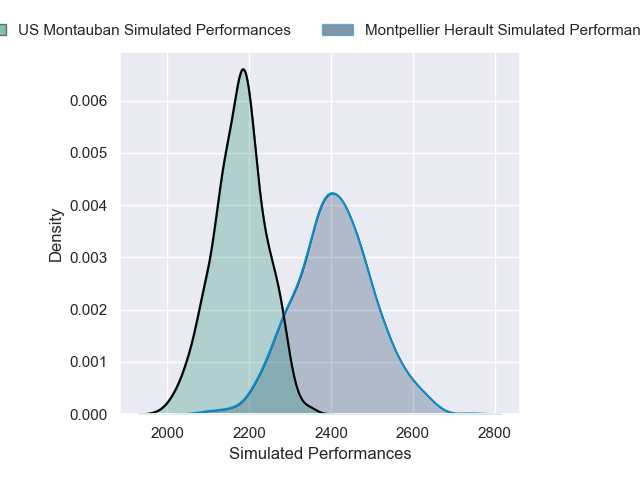 US Montauban Simulated Performances Montpellier Herault Simulated Performan
0.006
0.005
0.004
0.003
0.002
0.001
0.000
Density
2000 2200 2400 2600 2800
Simulated Performances